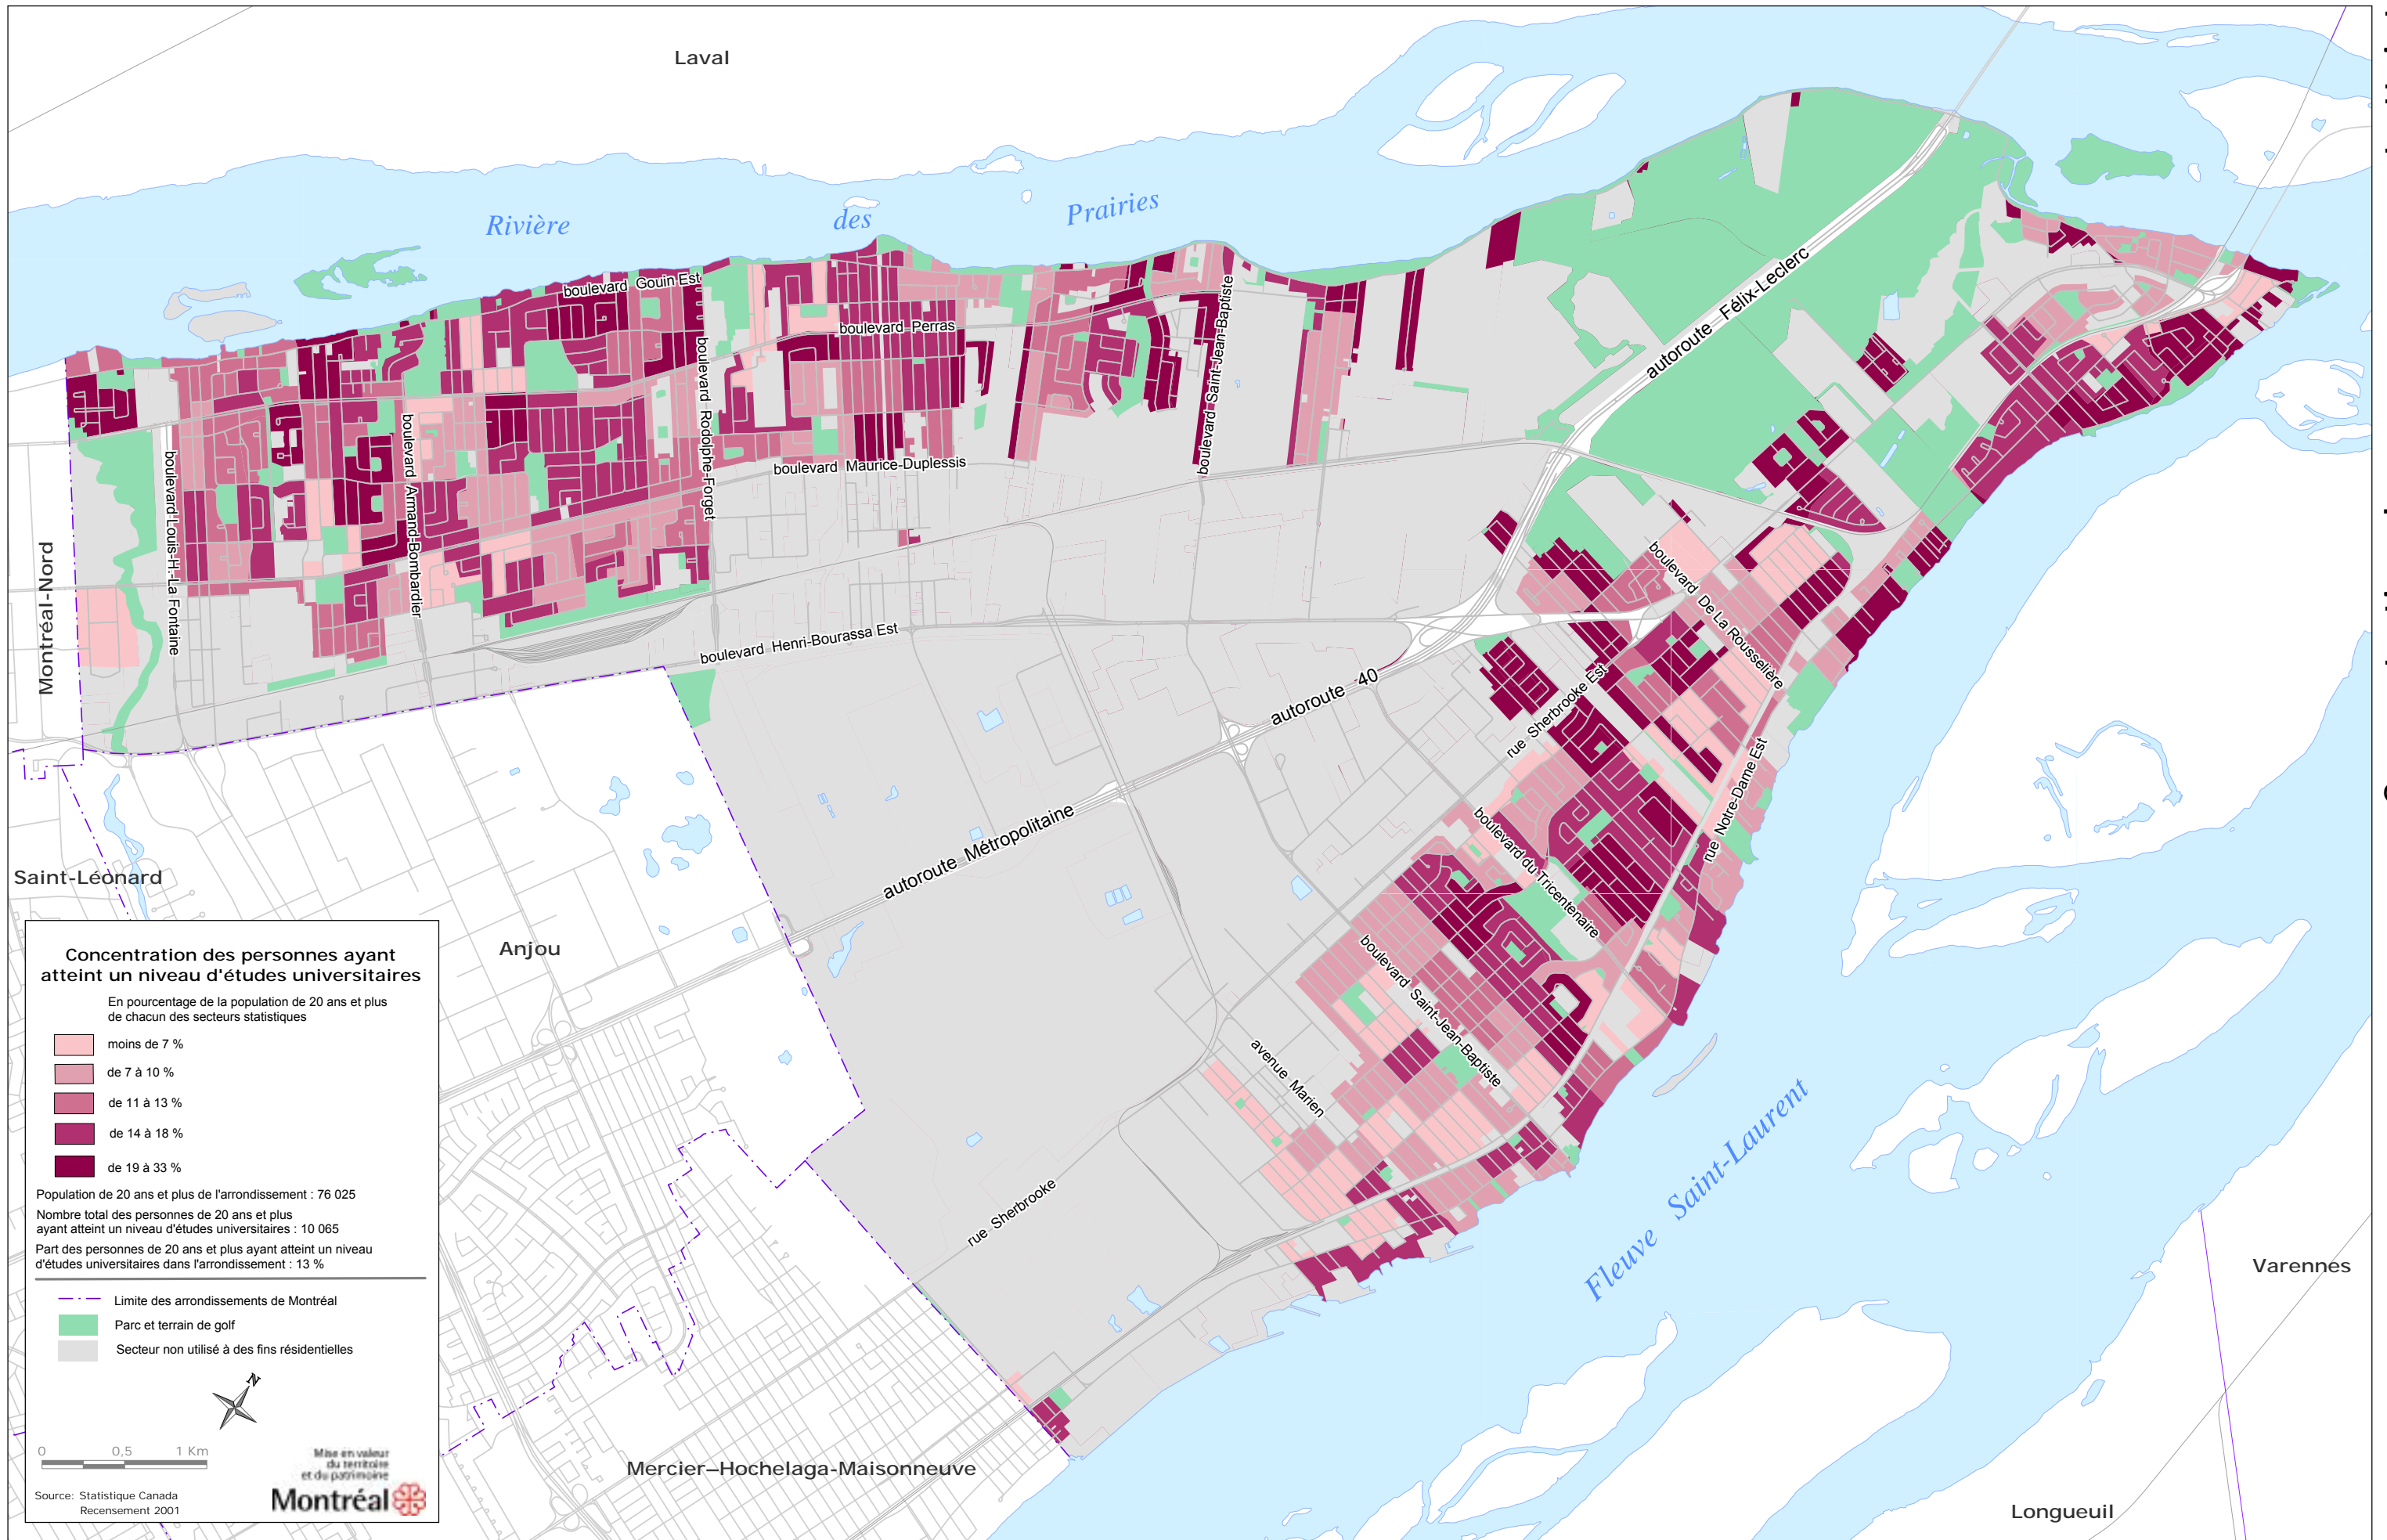 Laval
Rivière des Prairies
boulevard Gouin Est
boulevard Perras
boulevard Saint-Jean-Baptiste
autoroute Félix-Leclerc
boulevard Louis-H.-La Fontaine
boulevard Armand-Bombardier
boulevard Rodolphe-Forget
boulevard Maurice-Duplessis
Montréal-Nord
boulevard Henri-Bourassa Est
autoroute 40
boulevard De La Rousselière
rue Sherbrooke Est
rue Notre-Dame Est
autoroute Métropolitaine
boulevard du Tricentenaire
Saint-Léonard
Anjou
boulevard Saint-Jean-Baptiste
avenue Marien
rue Sherbrooke
Fleuve Saint-Laurent
Varennes
Mercier–Hochelaga-Maisonneuve
Longueuil
Concentration des personnes ayant
atteint un niveau d'études universitaires
En pourcentage de la population de 20 ans et plus
de chacun des secteurs statistiques
moins de 7 %
de 7 à 10 %
de 11 à 13 %
de 14 à 18 %
de 19 à 33 %
Population de 20 ans et plus de l'arrondissement : 76 025
Nombre total des personnes de 20 ans et plus
ayant atteint un niveau d'études universitaires : 10 065
Part des personnes de 20 ans et plus ayant atteint un niveau
d'études universitaires dans l'arrondissement : 13 %
Limite des arrondissements de Montréal
Parc et terrain de golf
Secteur non utilisé à des fins résidentielles
N
0 0,5 1 Km
Mise en valeur
du territoire
et du patrimoine
Montréal
Source: Statistique Canada
Recensement 2001